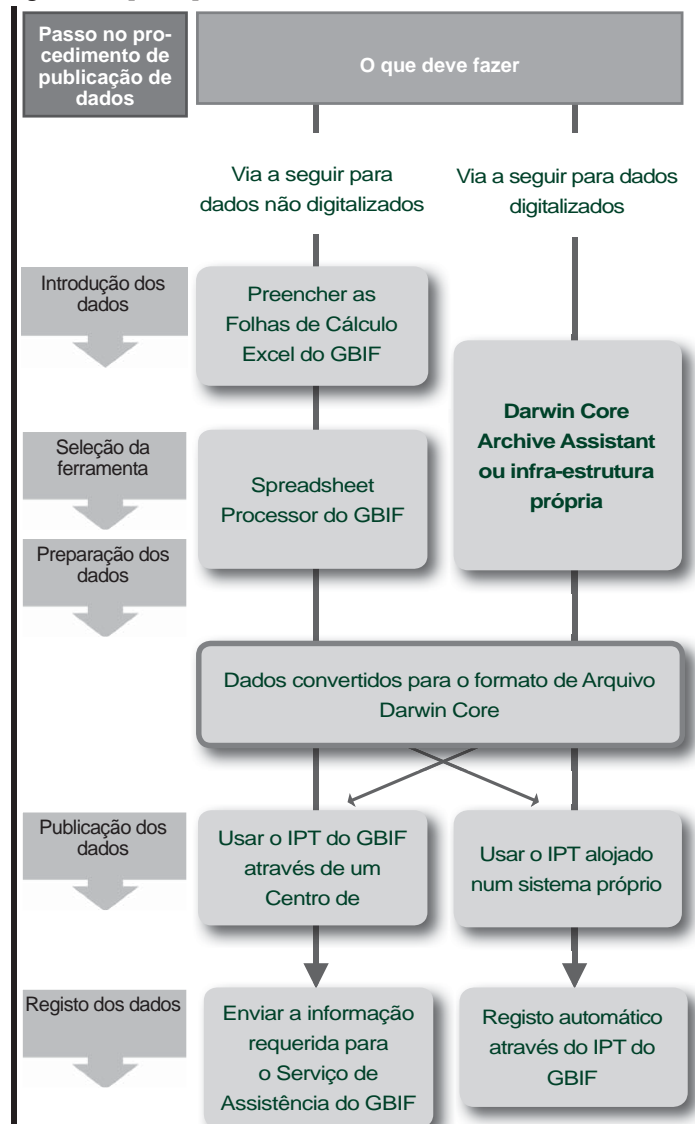 Passo no pro-
cedimento de
publicação de
dados
O que deve fazer
Via a seguir para
dados não digitalizados
Via a seguir para dados
digitalizados
Introdução dos
dados
Preencher as
Folhas de Cálculo
Excel do GBIF
Darwin Core
Archive Assistant
ou infra-estrutura
própria
Seleção da
ferramenta
Spreadsheet
Processor do GBIF
Preparação dos
dados
Dados convertidos para o formato de Arquivo
Darwin Core
Publicação dos
dados
Usar o IPT do GBIF
através de um
Centro de
Usar o IPT alojado
num sistema próprio
Registo dos dados
Enviar a informação
requerida para
o Serviço de
Assistência do GBIF
Registo automático
através do IPT do
GBIF